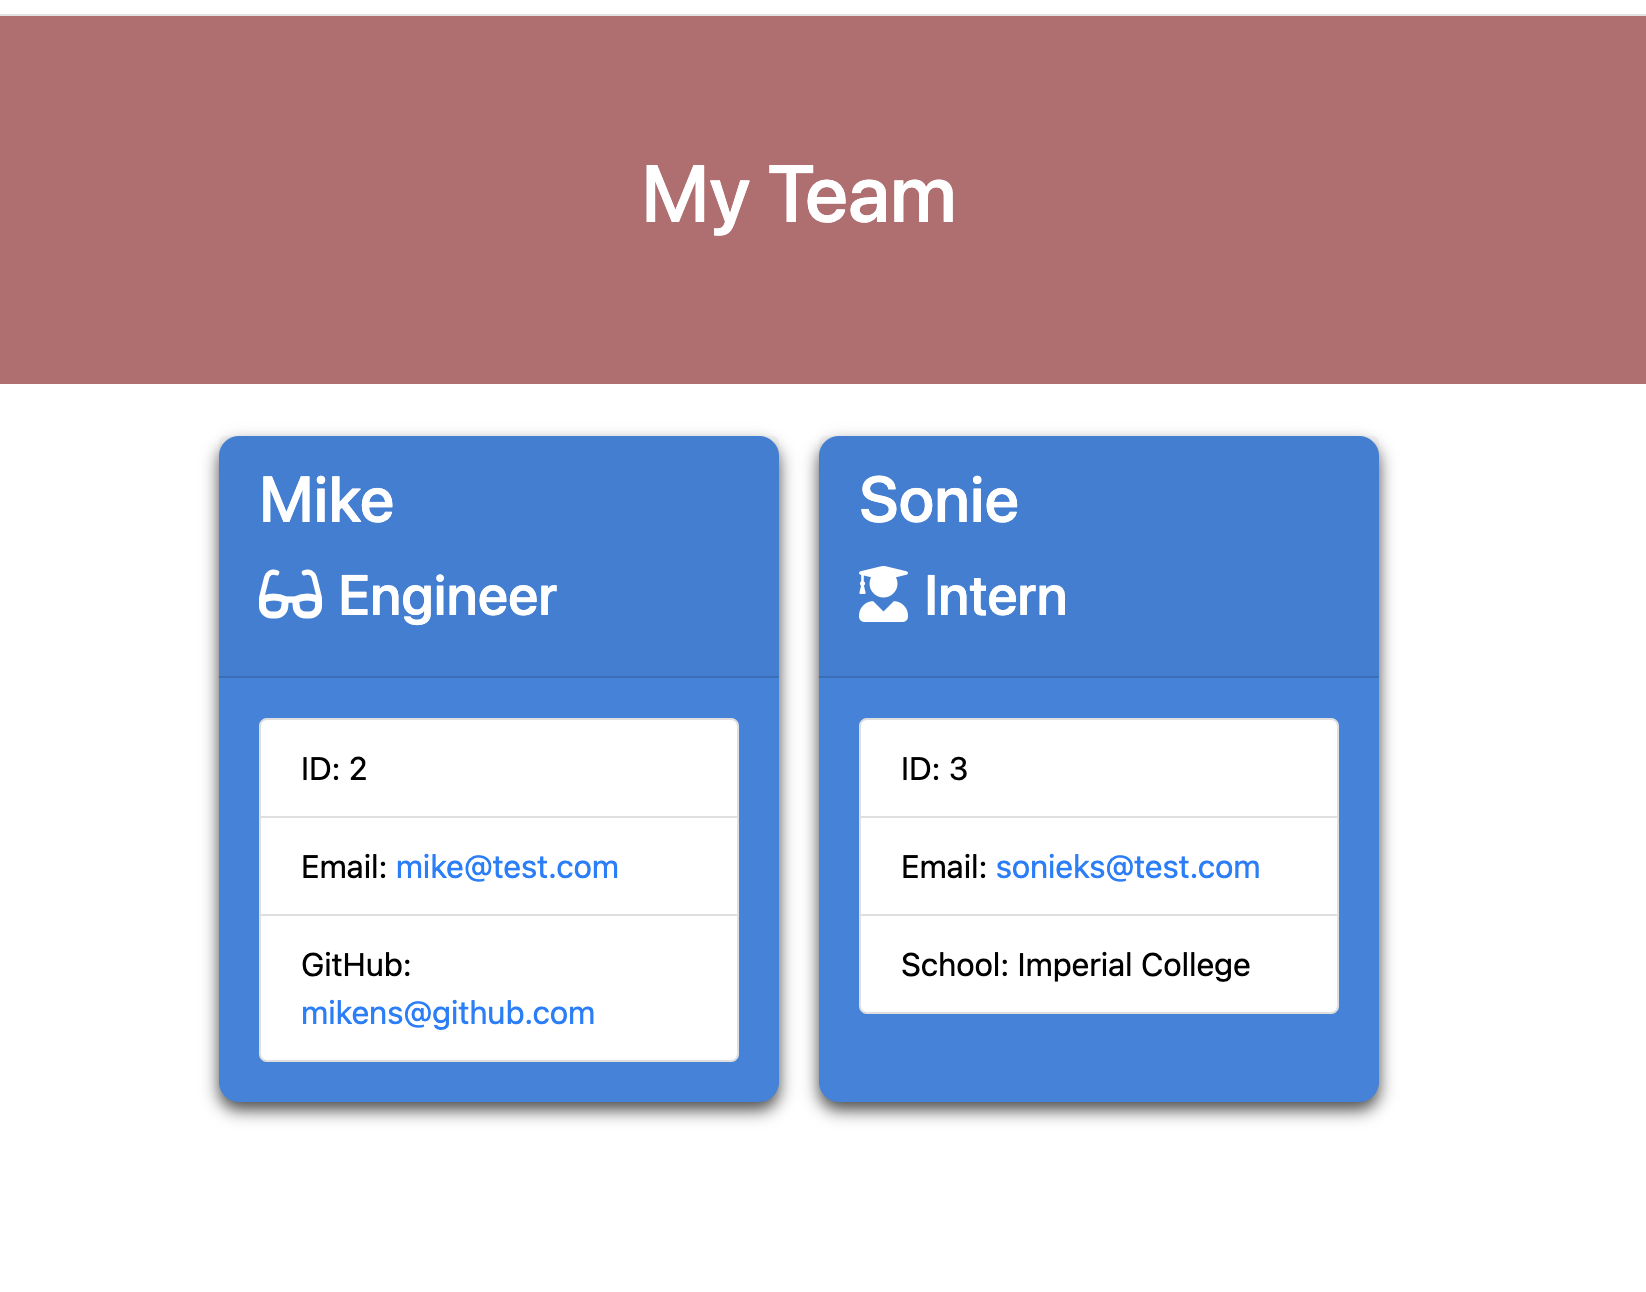 My Team
Mike
Engineer
ID: 2
Email: mike@test.com
GitHub:
mikens@github.com
Sonie
Intern
ID: 3
Email: sonieks@test.com
School: Imperial College